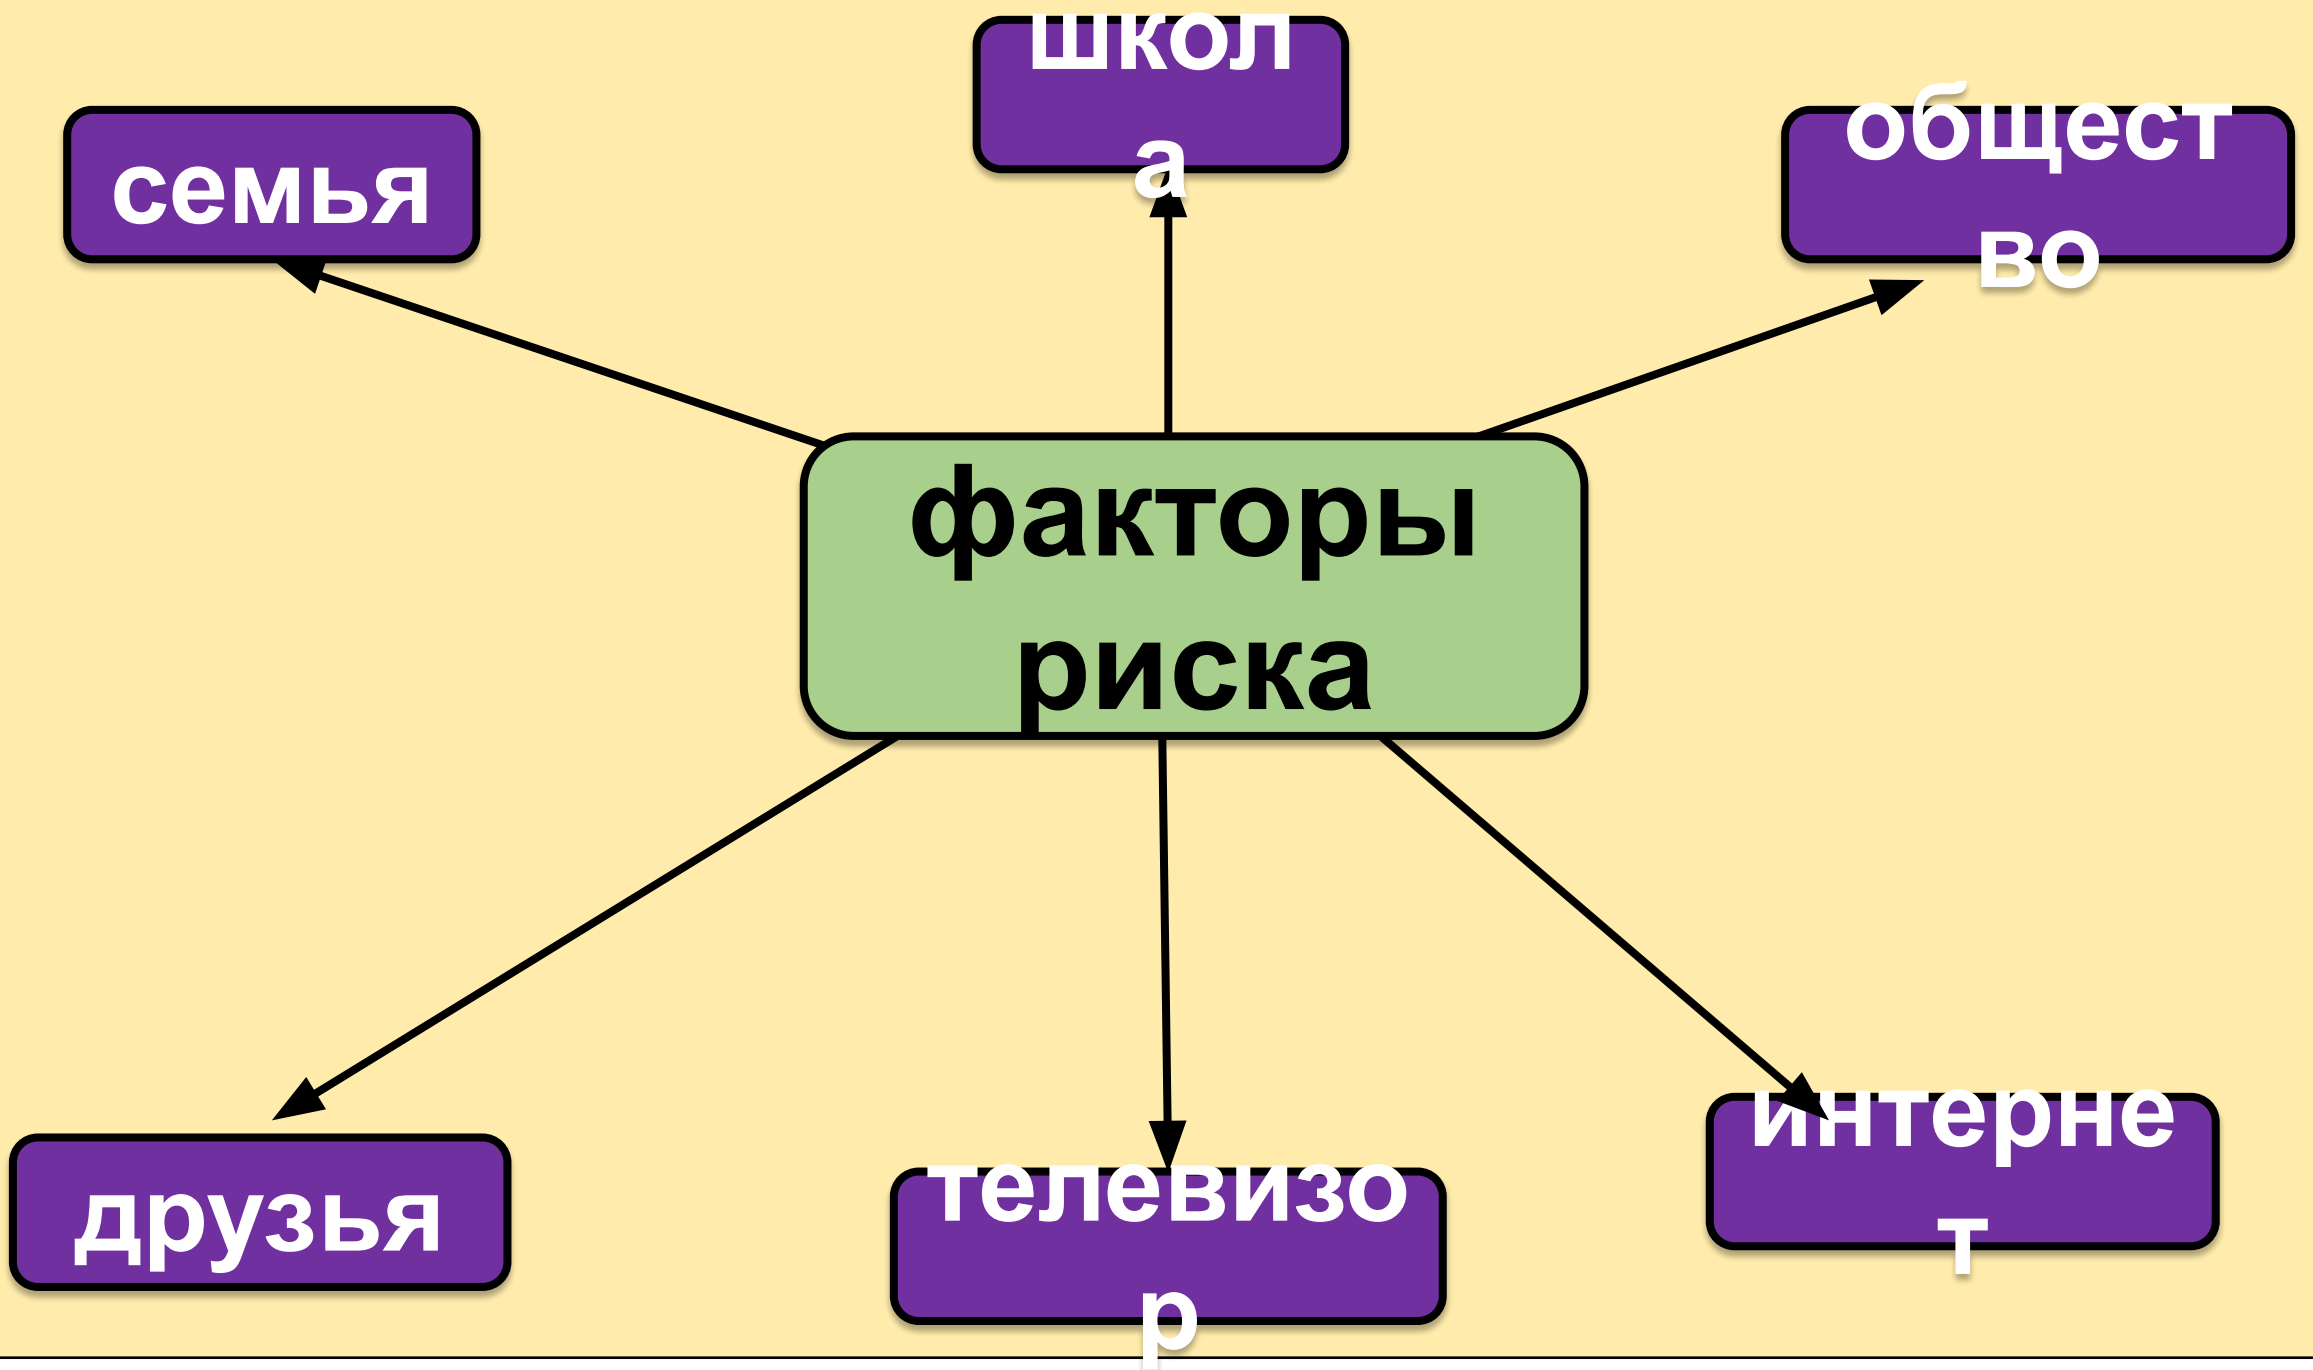 семья
школ
а
общест
во
факторы
риска
друзья
телевизо
р
интерне
т